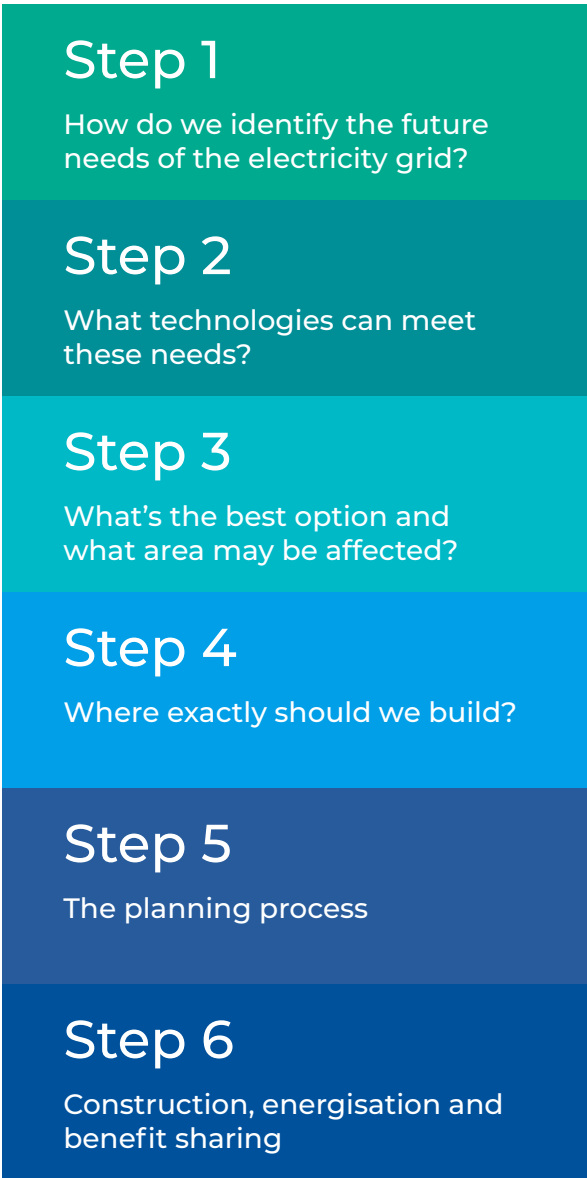 Step 1
How do we identify the future
needs of the electricity grid?
Step 2
What technologies can meet
these needs?
Step 3
What’s the best option and
what area may be affected?
Step 4
Where exactly should we build?
Step 5
The planning process
Step 6
Construction, energisation and
benefit sharing